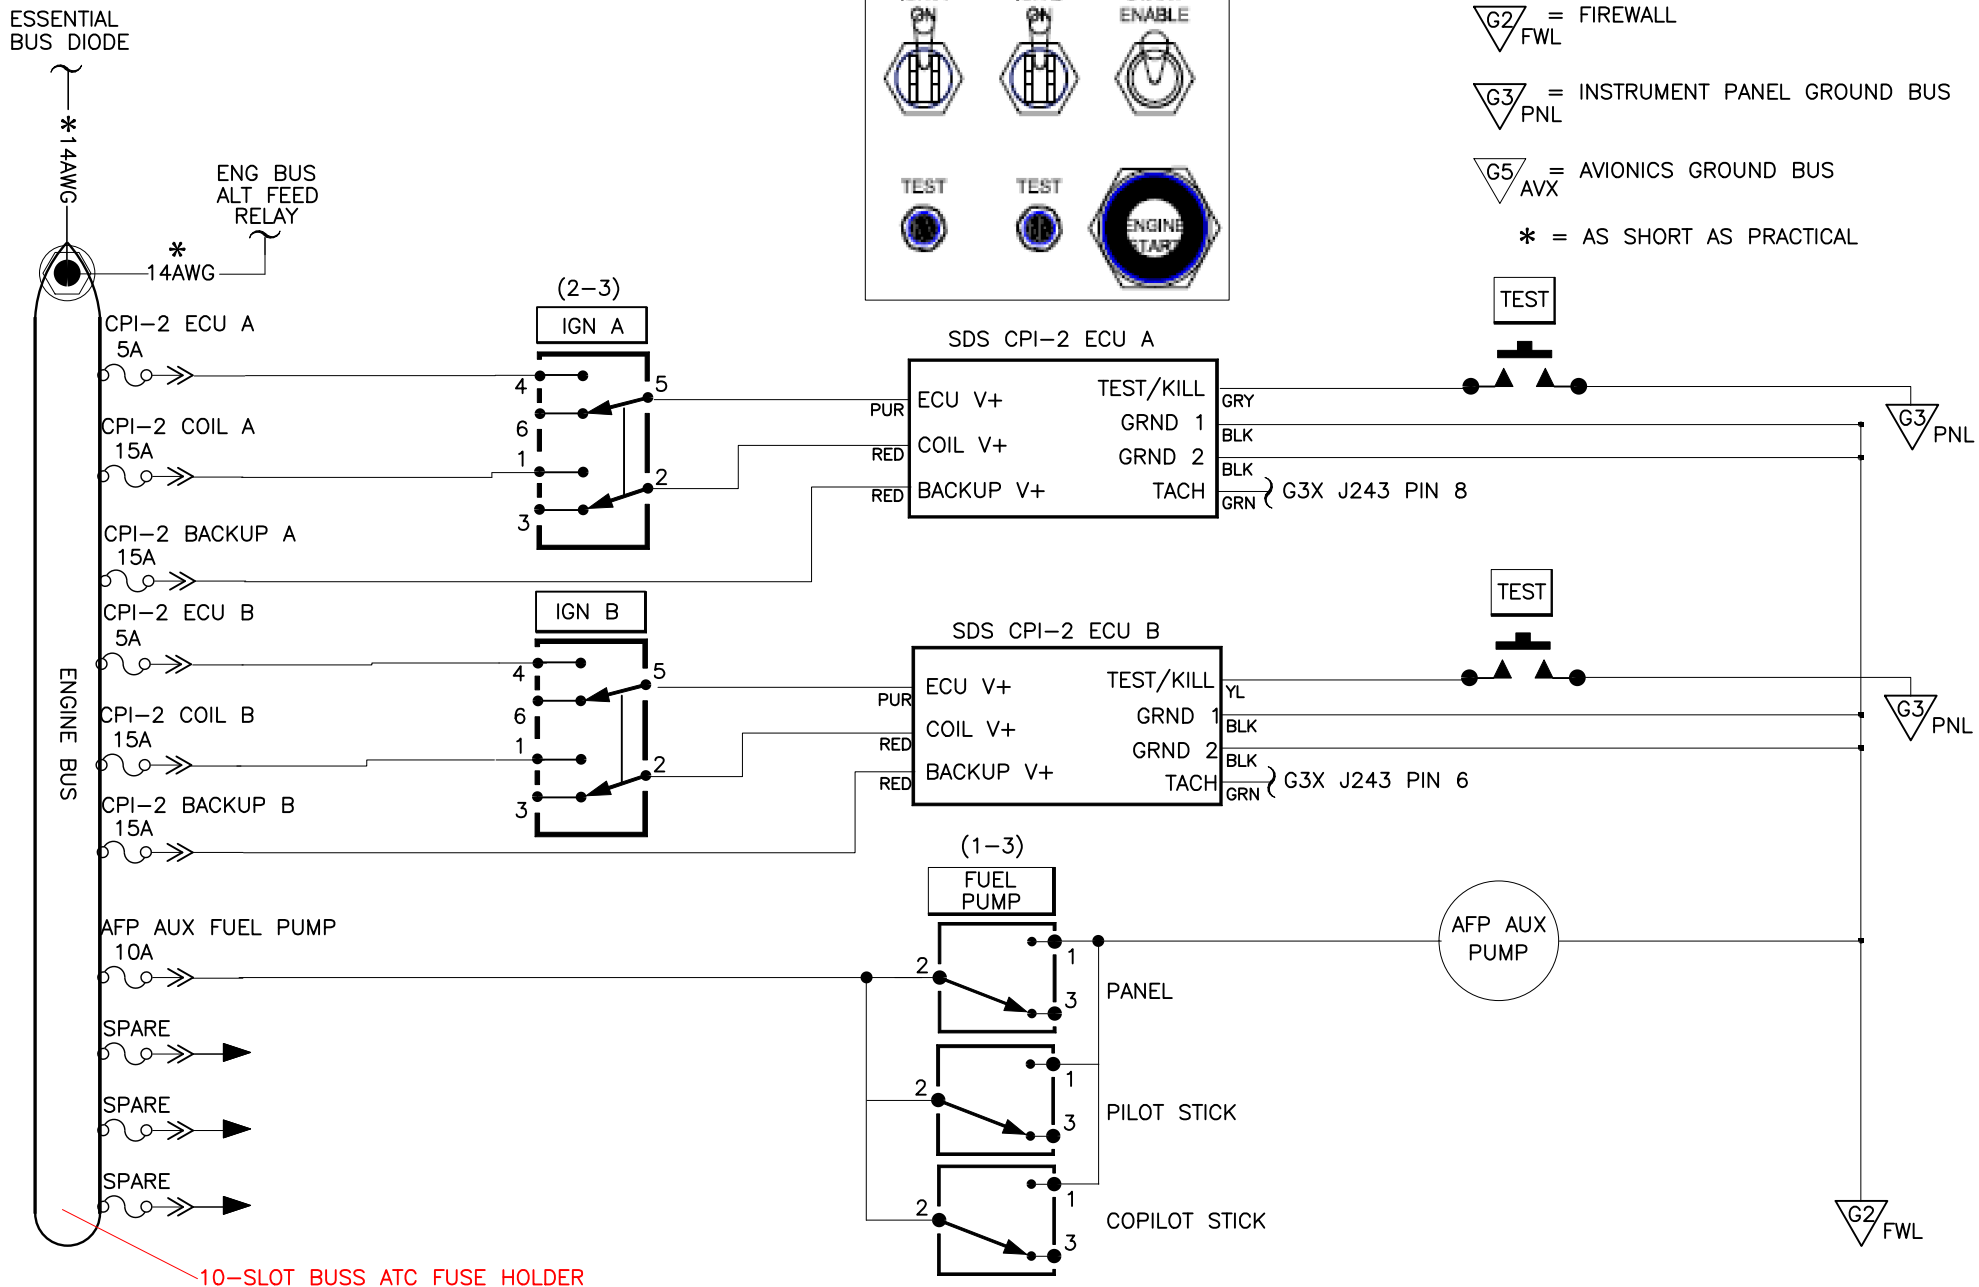 ESSENTIAL
BUS DIODE
*14AWG
ENG BUS
ALT FEED
RELAY
*
14AWG
ON
ON
ENABLE
TEST
TEST
ENGINE
START
G2 FWL = FIREWALL
G3 PNL = INSTRUMENT PANEL GROUND BUS
G5 AVX = AVIONICS GROUND BUS
* = AS SHORT AS PRACTICAL
ENGINE BUS
CPI-2 ECU A
5A
CPI-2 COIL A
15A
CPI-2 BACKUP A
15A
CPI-2 ECU B
5A
CPI-2 COIL B
15A
CPI-2 BACKUP B
15A
AFP AUX FUEL PUMP
10A
SPARE
SPARE
SPARE
10-SLOT BUSS ATC FUSE HOLDER
(2-3)
IGN A
4
5
6
1
2
3
IGN B
4
5
6
1
2
3
SDS CPI-2 ECU A
PUR
ECU V+
RED
COIL V+
RED
BACKUP V+
TEST/KILL
GRY
GRND 1
BLK
GRND 2
BLK
TACH
GRN
G3X J243 PIN 8
TEST
G3 PNL
SDS CPI-2 ECU B
PUR
ECU V+
RED
COIL V+
RED
BACKUP V+
TEST/KILL
YL
GRND 1
BLK
GRND 2
BLK
TACH
GRN
G3X J243 PIN 6
TEST
G3 PNL
(1-3)
FUEL
PUMP
2
1
3
PANEL
2
1
3
PILOT STICK
2
1
3
COPILOT STICK
AFP AUX
PUMP
G2 FWL